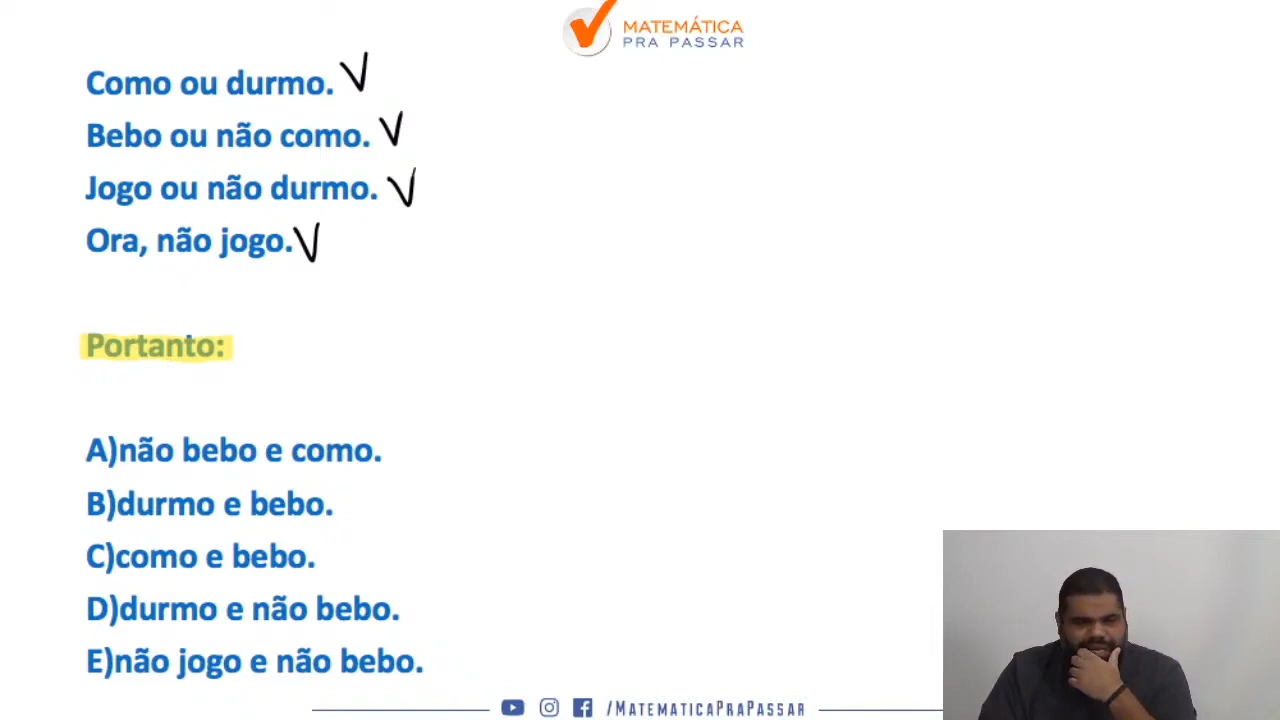 MATEMÁTICA
PRA PASSAR
Como ou durmo. V
Bebo ou não como. V
Jogo ou não durmo. V
Ora, não jogo. V
Portanto:
A)não bebo e como.
B)durmo e bebo.
C)como e bebo.
D)durmo e não bebo.
E)não jogo e não bebo.
/MATEMATICAPRAPASSAR